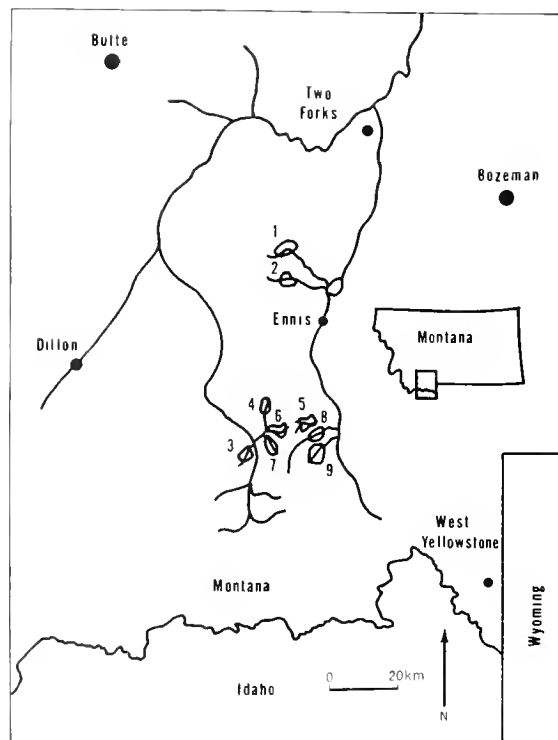 Butte
Two
Forks
Bozeman
1
2
Ennis
Montana
Dillon
4
5
6
8
3
7
9
West
Yellowstone
Wyoming
Montana
0 20km
Idaho
N